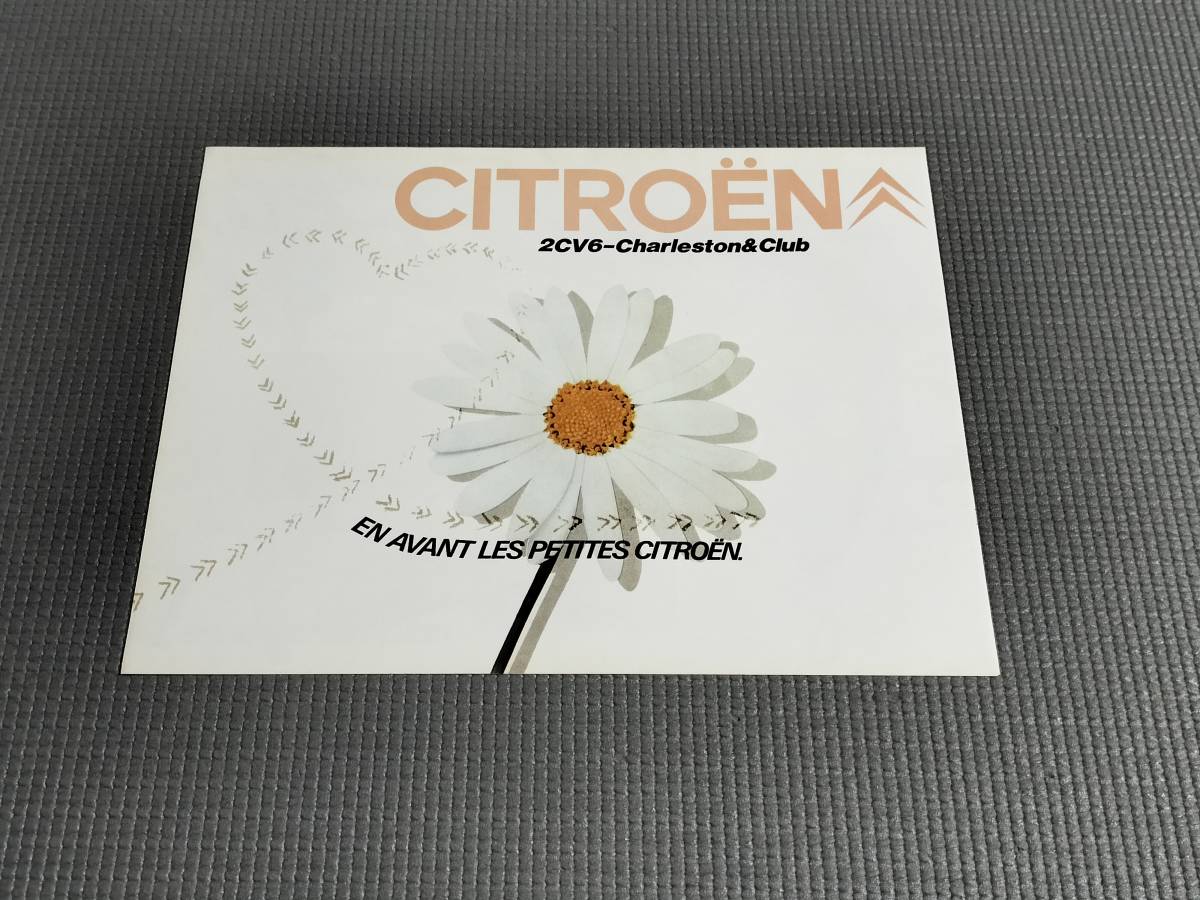 CITROËN
2CV6-Charleston&Club
EN AVANT LES PETITES CITROËN.